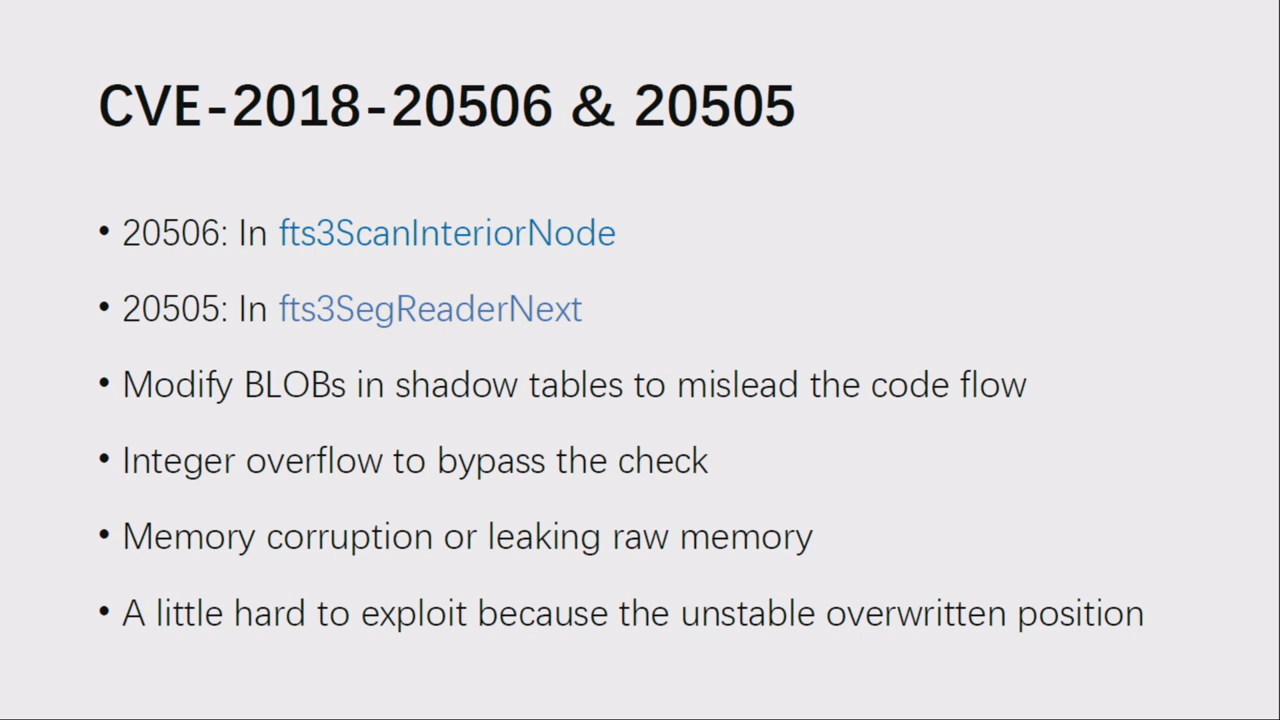 CVE-2018-20506 & 20505
• 20506: In fts3ScanInteriorNode
• 20505: In fts3SegReaderNext
• Modify BLOBs in shadow tables to mislead the code flow
• Integer overflow to bypass the check
• Memory corruption or leaking raw memory
• A little hard to exploit because the unstable overwritten position